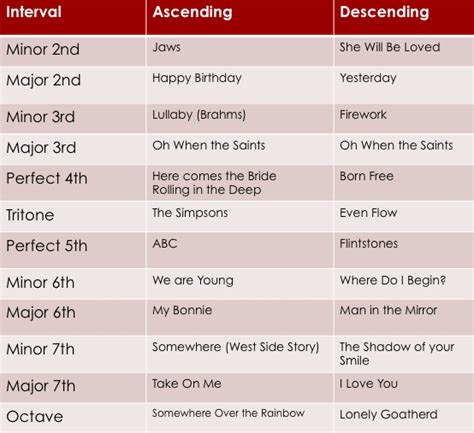 Interval Ascending Descending
Minor 2nd Jaws She Will Be Loved
Major 2nd Happy Birthday Yesterday
Minor 3rd Lullaby (Brahms) Firework
Major 3rd Oh When the Saints Oh When the Saints
Perfect 4th Here comes the Bride Born Free
Rolling in the Deep
Tritone The Simpsons Even Flow
Perfect 5th ABC Flintstones
Minor 6th We are Young Where Do I Begin?
Major 6th My Bonnie Man in the Mirror
Minor 7th Somewhere (West Side Story) The Shadow of your
Smile
Major 7th Take On Me I Love You
Octave Somewhere Over the Rainbow Lonely Goatherd